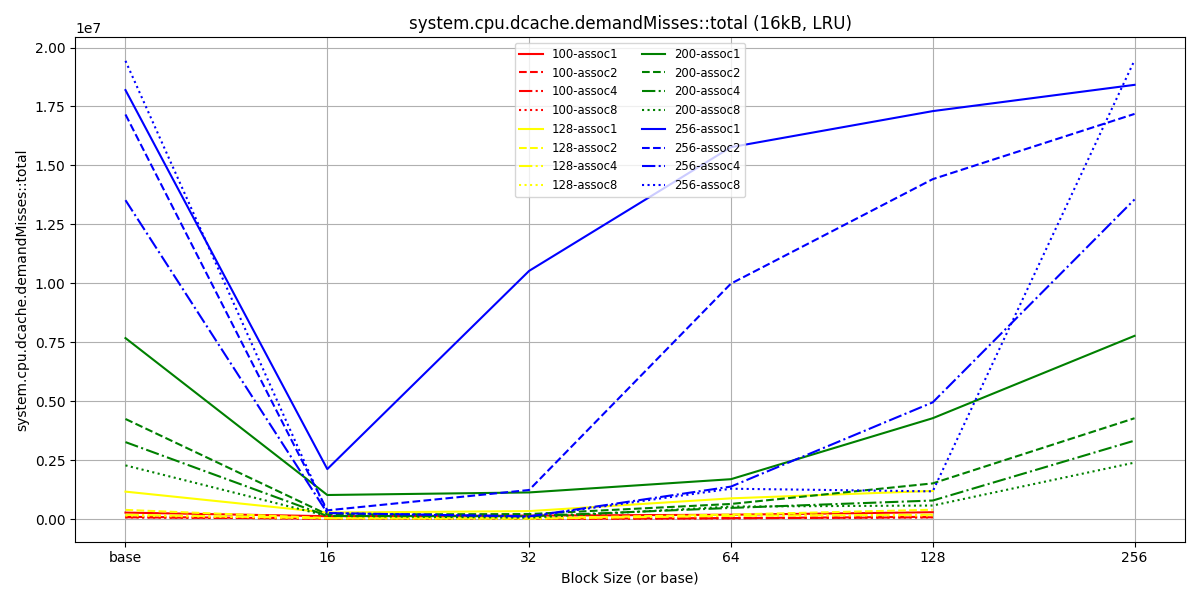 system.cpu.dcache.demandMisses::total (16kB, LRU)
1e7
2.00
1.75
1.50
1.25
1.00
0.75
0.50
0.25
0.00
system.cpu.dcache.demandMisses::total
100-assoc1
100-assoc2
100-assoc4
100-assoc8
128-assoc1
128-assoc2
128-assoc4
128-assoc8
200-assoc1
200-assoc2
200-assoc4
200-assoc8
256-assoc1
256-assoc2
256-assoc4
256-assoc8
base 16 32 64 128 256
Block Size (or base)